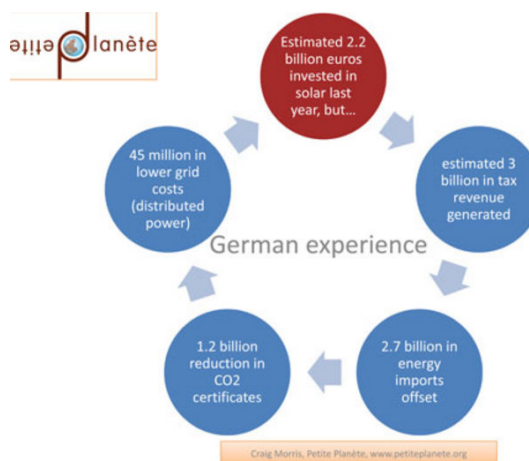 petite planète
Estimated 2.2
billion euros
invested in
solar last
year, but...
estimated 3
billion in tax
revenue
generated
2.7 billion in
energy
imports
offset
1.2 billion
reduction in
CO2
certificates
45 million in
lower grid
costs
(distributed
power)
German experience
Craig Morris, Petite Planète, www.petiteplanete.org